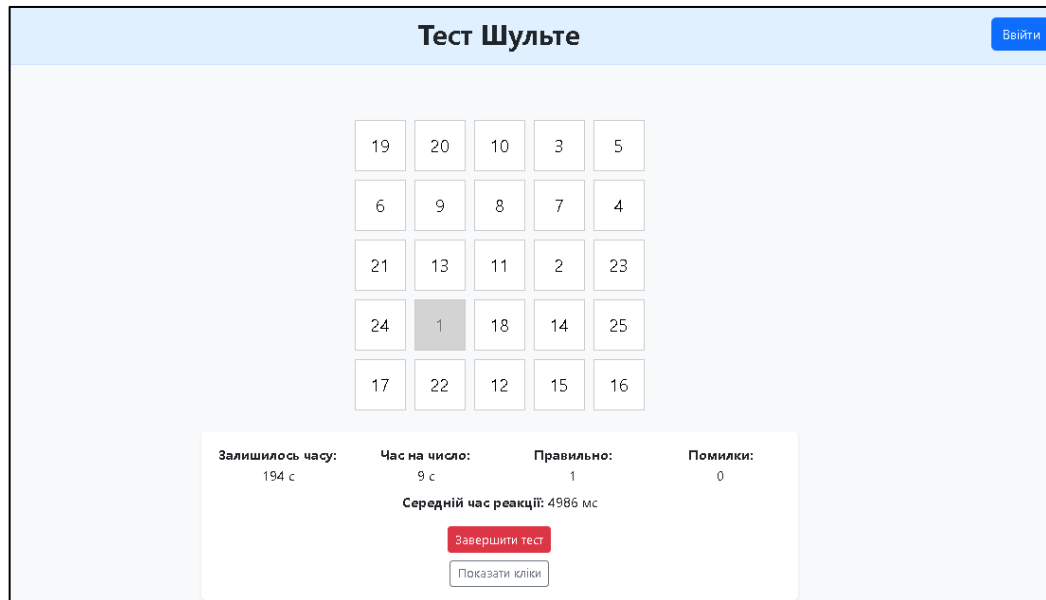 Тест Шульте
Ввійти
19 20 10 3 5
6 9 8 7 4
21 13 11 2 23
24 1 18 14 25
17 22 12 15 16
Залишилось часу: Час на число: Правильно: Помилки:
194 с 9 с 1 0
Середній час реакції: 4986 мс
Завершити тест
Показати кліки